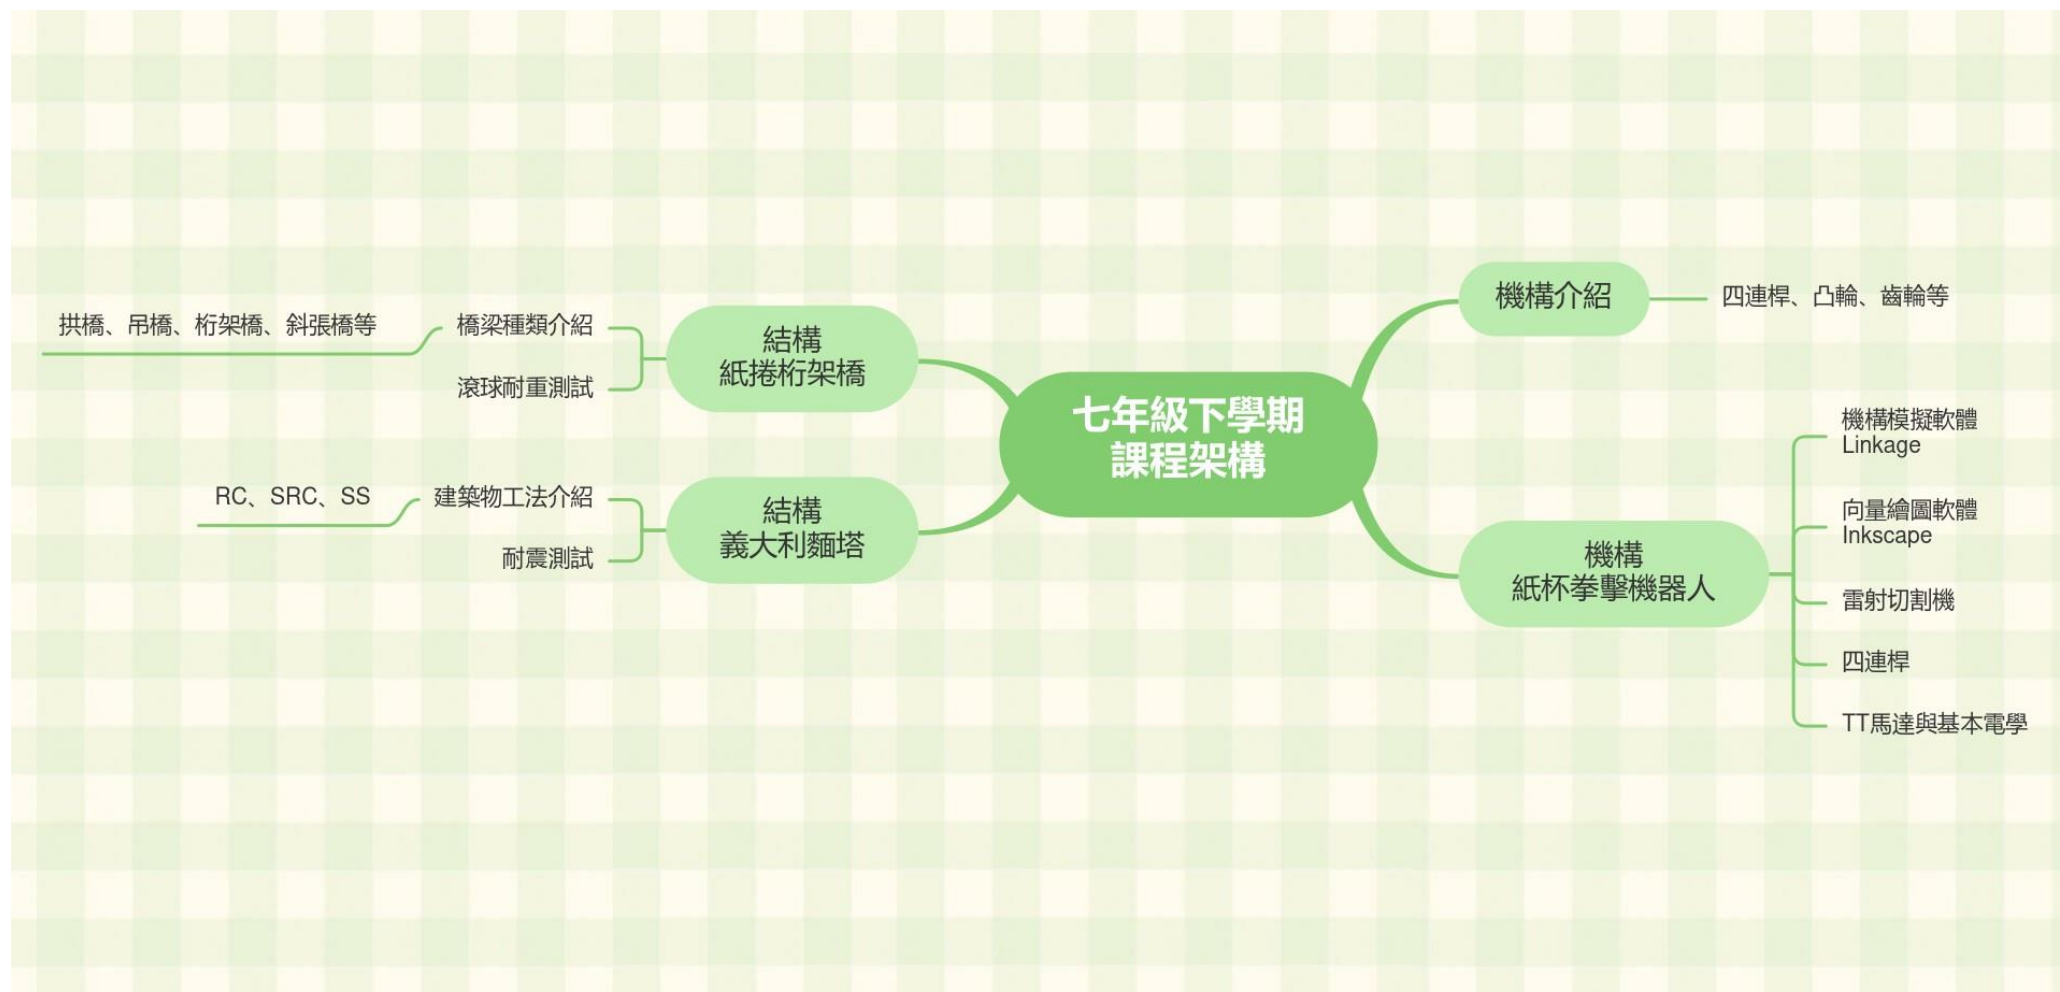 七年級下學期
課程架構
機構介紹
四連桿、凸輪、齒輪等
機構
紙杯拳擊機器人
機構模擬軟體
Linkage
向量繪圖軟體
Inkscape
雷射切割機
四連桿
TT馬達與基本電學
結構
紙捲桁架橋
橋梁種類介紹
拱橋、吊橋、桁架橋、斜張橋等
滾球耐重測試
結構
義大利麵塔
建築物工法介紹
RC、SRC、SS
耐震測試